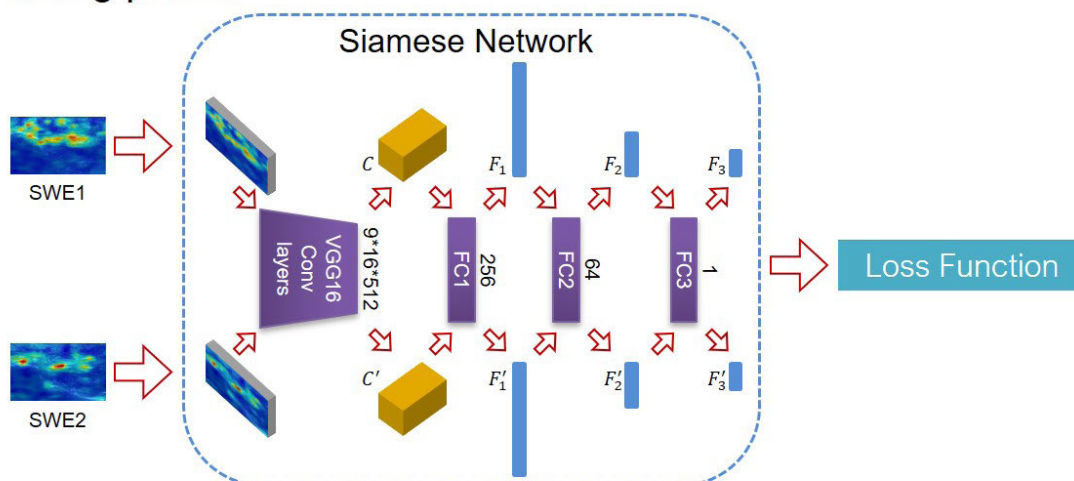 Siamese Network
SWE1
C
F₁
F₂
F₃
VGG16
Conv
layers
9*16*512
FC1
256
FC2
64
FC3
1
Loss Function
SWE2
C′
F′₁
F′₂
F′₃